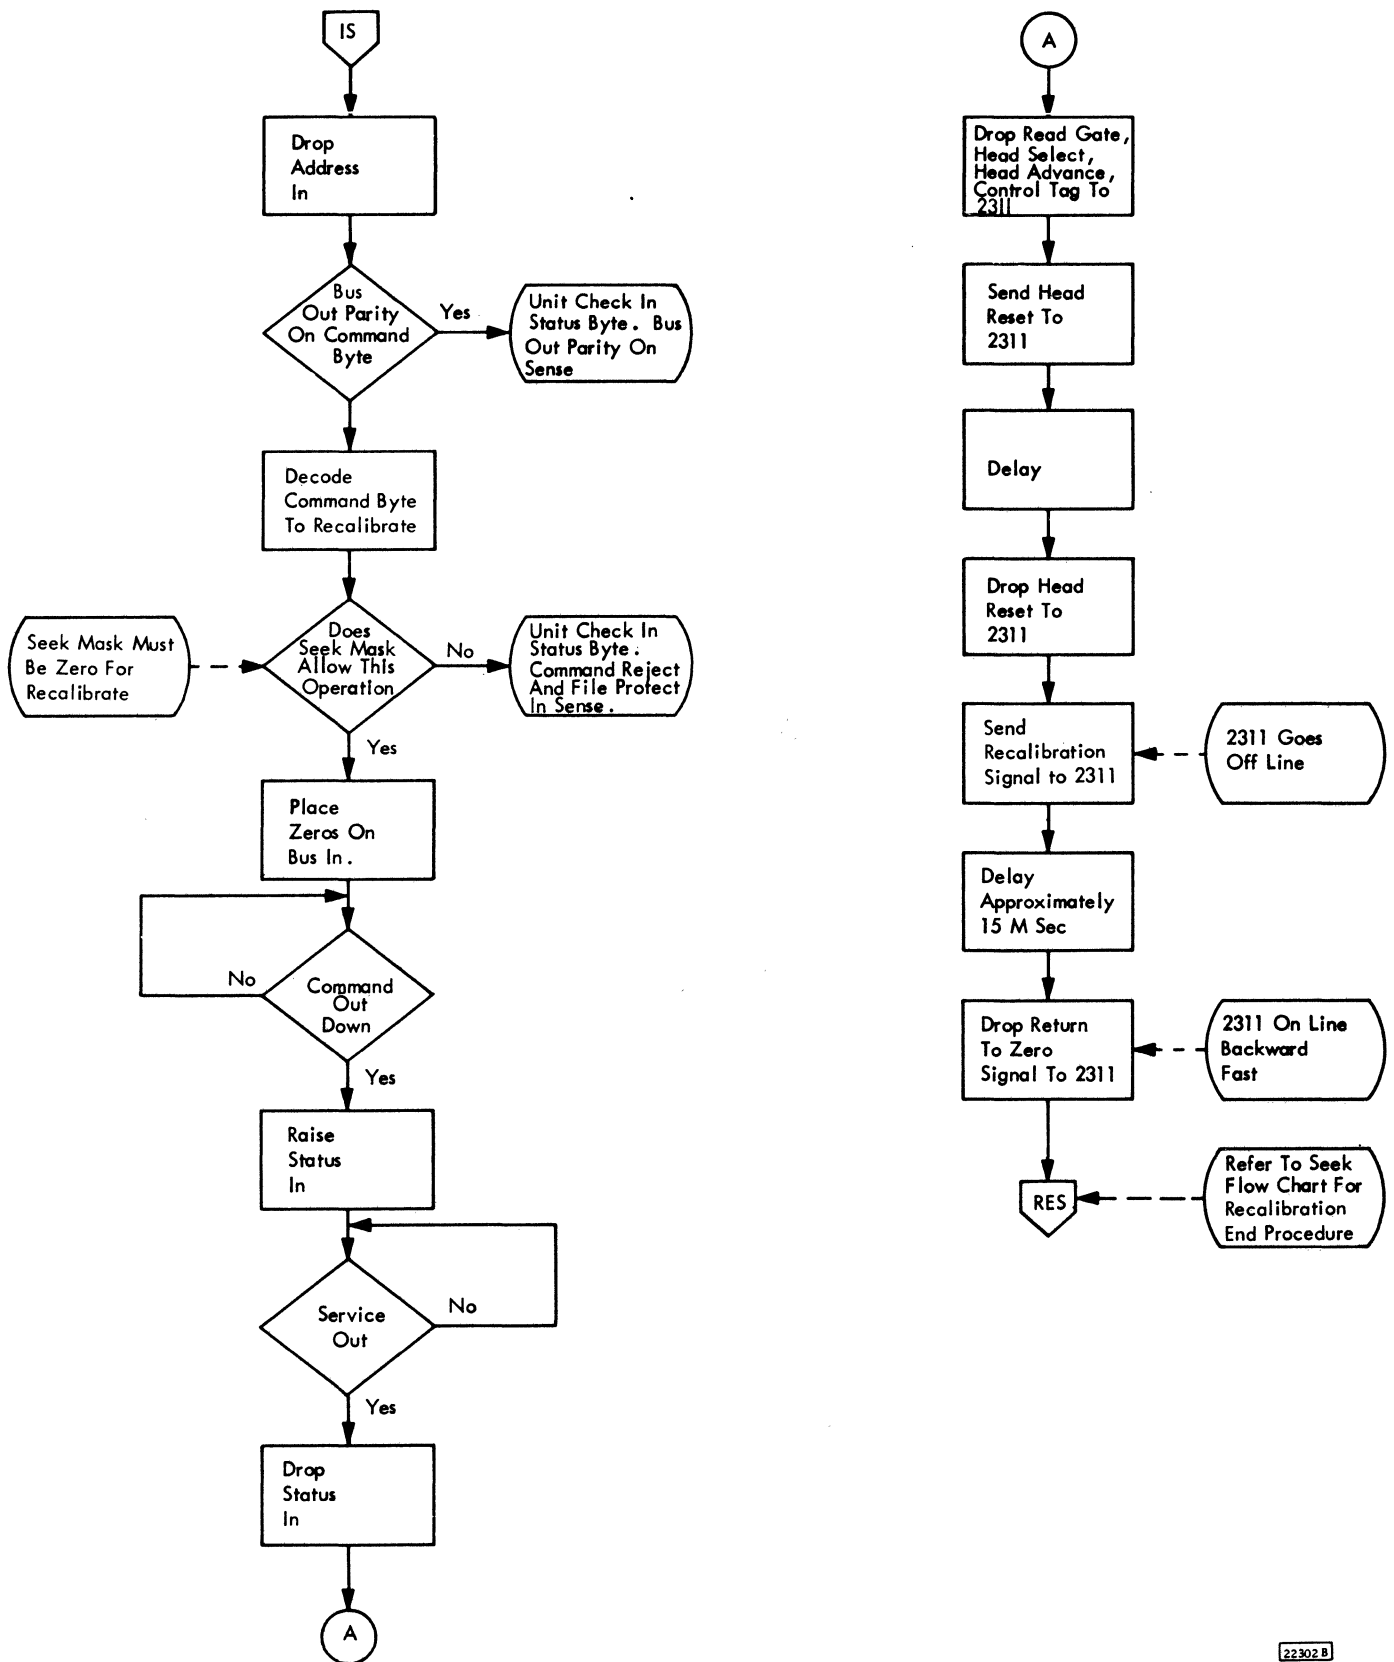 IS
Drop
Address
In
Bus
Out Parity
On Command
Byte
Yes
Unit Check In
Status Byte. Bus
Out Parity On
Sense
Decode
Command Byte
To Recalibrate
Seek Mask Must
Be Zero For
Recalibrate
Does
Seek Mask
Allow This
Operation
No
Unit Check In
Status Byte.
Command Reject
And File Protect
In Sense.
Yes
Place
Zeros On
Bus In.
No
Command
Out
Down
Yes
Raise
Status
In
Service
Out
No
Yes
Drop
Status
In
A
A
Drop Read Gate,
Head Select,
Head Advance,
Control Tag To
2311
Send Head
Reset To
2311
Delay
Drop Head
Reset To
2311
Send
Recalibration
Signal to 2311
2311 Goes
Off Line
Delay
Approximately
15 M Sec
Drop Return
To Zero
Signal To 2311
2311 On Line
Backward
Fast
RES
Refer To Seek
Flow Chart For
Recalibration
End Procedure
22302 B